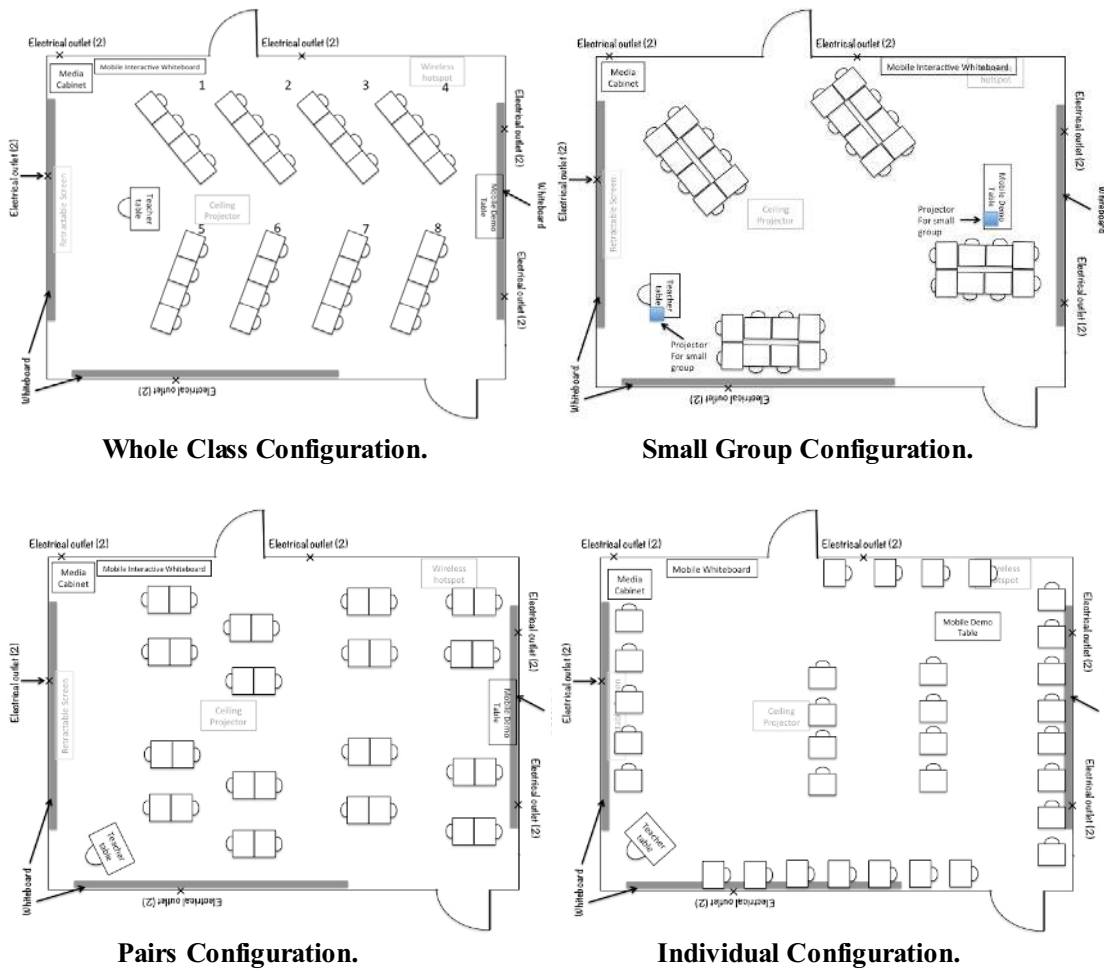 Electrical outlet (2)
Electrical outlet (2)
Media
Cabinet
Mobile Interactive Whiteboard
Wireless
hotspot
1
2
3
4
Electrical outlet (2)
Retractable Screen
Teacher
table
Ceiling
Projector
Electrical outlet (2)
Mobile Demo
Table
Whiteboard
5
6
7
8
Electrical outlet (2)
Whiteboard
Electrical outlet (2)
Whole Class Configuration.
Electrical outlet (2)
Electrical outlet (2)
Media
Cabinet
Mobile Interactive Whiteboard
hotspot
Electrical outlet (2)
Retractable Screen
Ceiling
Projector
Projector
For small
group
Mobile Demo
Table
Electrical outlet (2)
Whiteboard
Teacher
table
Projector
For small
group
Electrical outlet (2)
Whiteboard
Electrical outlet (2)
Small Group Configuration.
Electrical outlet (2)
Electrical outlet (2)
Media
Cabinet
Mobile Interactive Whiteboard
Wireless
hotspot
Electrical outlet (2)
Retractable Screen
Ceiling
Projector
Electrical outlet (2)
Mobile Demo
Table
Electrical outlet (2)
Teacher
table
Whiteboard
Electrical outlet (2)
Pairs Configuration.
Electrical outlet (2)
Electrical outlet (2)
Media
Cabinet
Mobile Whiteboard
hotspot
Mobile Demo
Table
Electrical outlet (2)
Electrical outlet (2)
Ceiling
Projector
Electrical outlet (2)
Teacher
table
Whiteboard
Electrical outlet (2)
Individual Configuration.